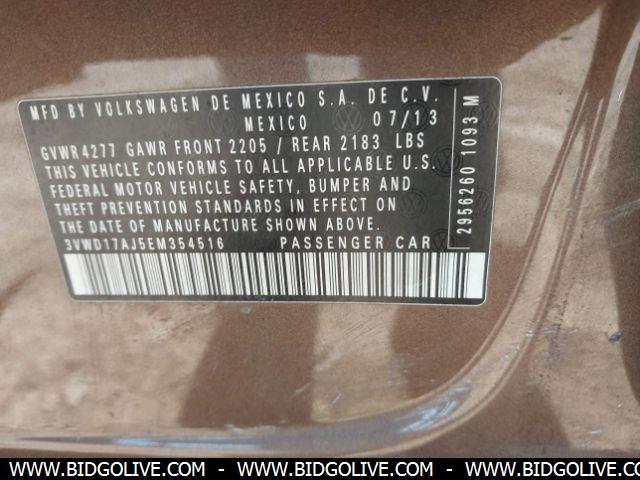 MFD BY VOLKSWAGEN DE MEXICO S.A. DE C.V.
MEXICO 07/13
GVWR4277 GAWR FRONT 2205 / REAR 2183 LBS
THIS VEHICLE CONFORMS TO ALL APPLICABLE U.S.
FEDERAL MOTOR VEHICLE SAFETY, BUMPER AND
THEFT PREVENTION STANDARDS IN EFFECT ON
THE DATE OF MANUFACTURE SHOWN ABOVE.
3VWD17AJ5EM354516 PASSENGER CAR
2956260 1093 M
WWW.BIDGOLIVE.COM - WWW.BIDGOLIVE.COM - WWW.BIDGOLIVE.COM